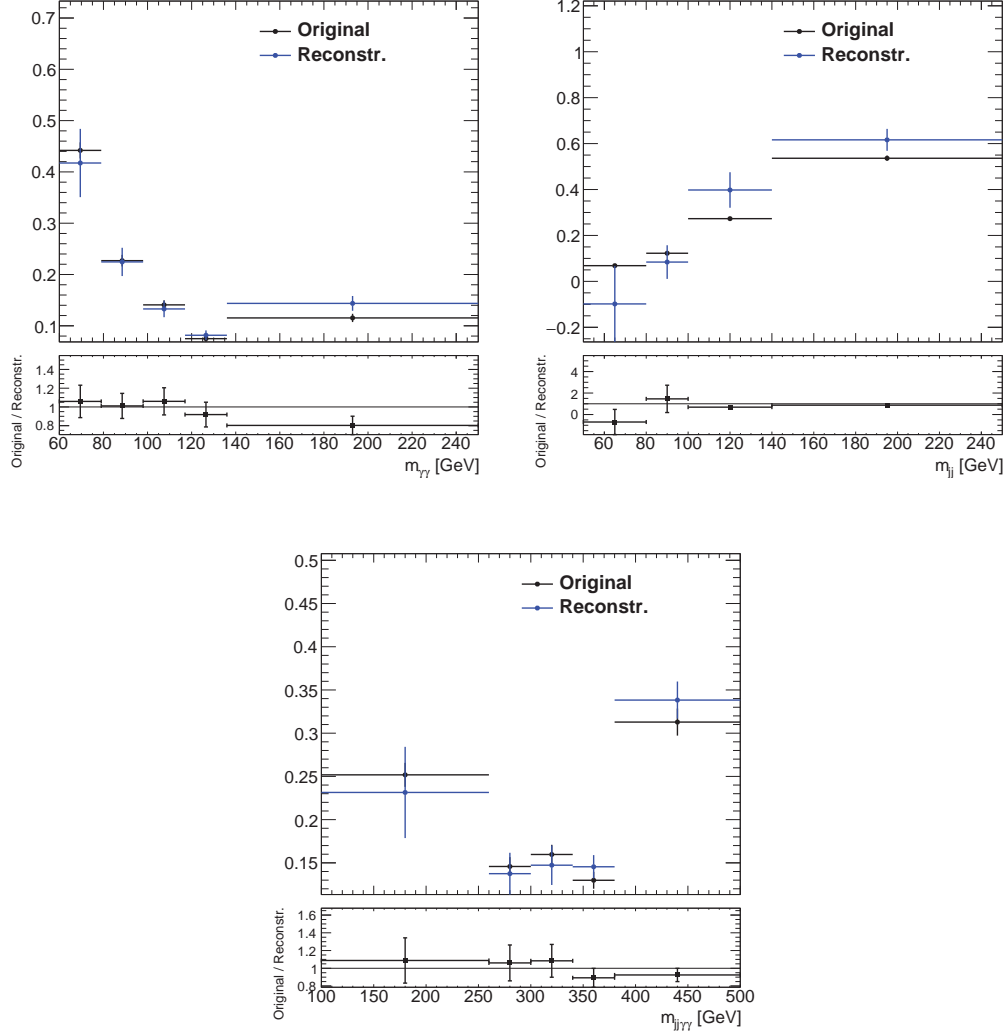 0.7
0.6
0.5
0.4
0.3
0.2
0.1
Original
Reconstr.
Original / Reconstr.
1.4
1.2
1
0.8
60 80 100 120 140 160 180 200 220 240
m_γγ [GeV]
1.2
1
0.8
0.6
0.4
0.2
0
−0.2
Original
Reconstr.
Original / Reconstr.
4
2
0
60 80 100 120 140 160 180 200 220 240
m_jj [GeV]
0.5
0.45
0.4
0.35
0.3
0.25
0.2
0.15
Original
Reconstr.
Original / Reconstr.
1.6
1.4
1.2
1
0.8
100 150 200 250 300 350 400 450 500
m_jjγγ [GeV]